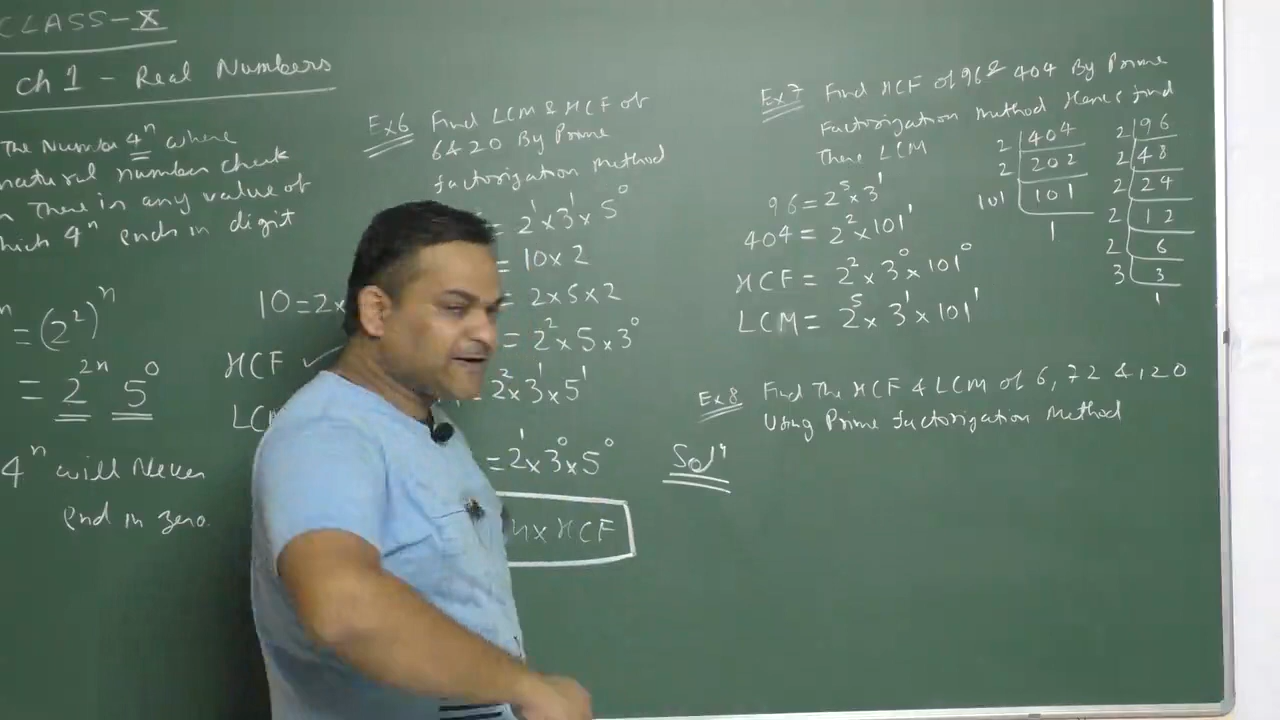 CLASS-X
Ch 1 - Real Numbers
The Number 4ⁿ where
natural number check
There is any value of
which 4ⁿ ends in digit
= (2²)ⁿ
= 2²ⁿ 5⁰
4ⁿ will Never
end in zero.
10=2x
HCF
LC
Ex6 Find LCM & HCF of
6&20 By Prime
factorization method
= 2¹x3¹x5⁰
= 10x2
= 2x5x2
= 2²x5x3⁰
2²x3¹x5¹
=2¹x3⁰x5⁰
xHCF
Ex7 Find HCF of 96 & 404 By Prime
Factorization method Hence find
There LCM
96=2⁵x3¹
404=2²x101¹
HCF= 2²x3⁰x101⁰
LCM= 2⁵x3¹x101¹
2 404
2 202
101 101
1
2 96
2 48
2 24
2 12
2 6
3 3
1
Ex8 Find The HCF & LCM of 6, 72 & 120
Using Prime factorization Method
Solⁿ